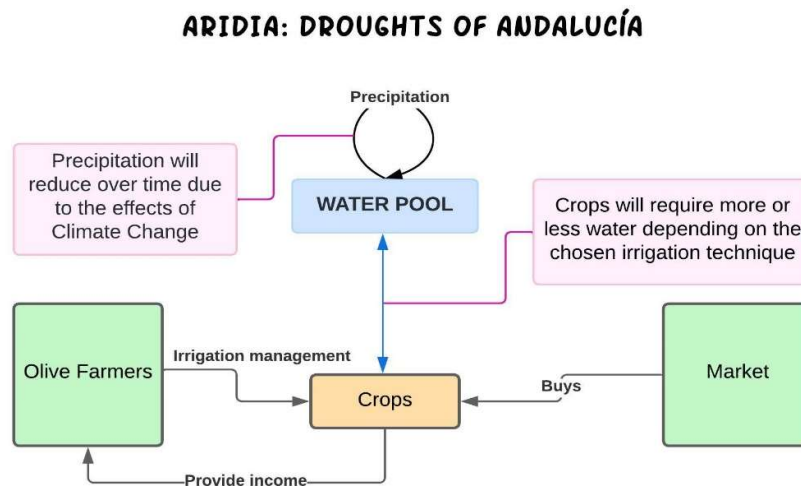 ARIDIA: DROUGHTS OF ANDALUCÍA
Precipitation
Precipitation will
reduce over time due
to the effects of
Climate Change
WATER POOL
Crops will require more or
less water depending on the
chosen irrigation technique
Olive Farmers
Irrigation management
Crops
Buys
Market
Provide income